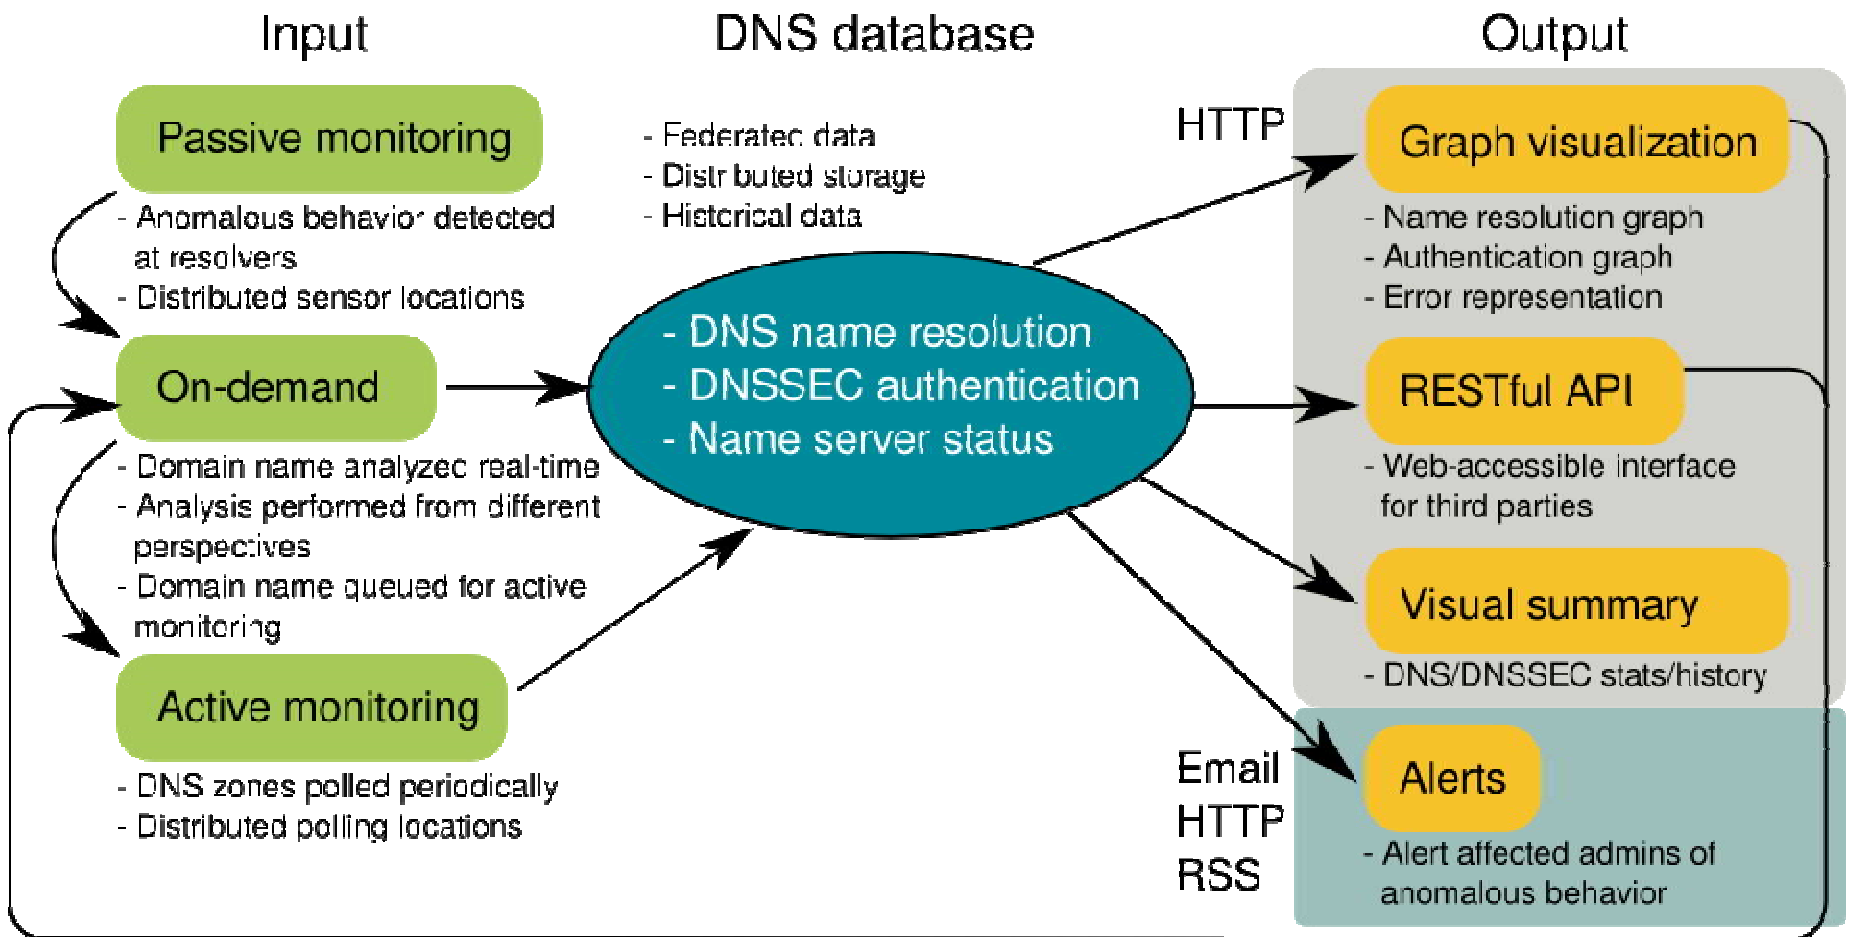 Input
DNS database
Output
Passive monitoring
- Anomalous behavior detected
at resolvers
- Distributed sensor locations
On-demand
- Domain name analyzed real-time
- Analysis performed from different
perspectives
- Domain name queued for active
monitoring
Active monitoring
- DNS zones polled periodically
- Distributed polling locations
- Federated data
- Distributed storage
- Historical data
- DNS name resolution
- DNSSEC authentication
- Name server status
HTTP
Graph visualization
- Name resolution graph
- Authentication graph
- Error representation
RESTful API
- Web-accessible interface
for third parties
Visual summary
- DNS/DNSSEC stats/history
Email
HTTP
RSS
Alerts
- Alert affected admins of
anomalous behavior